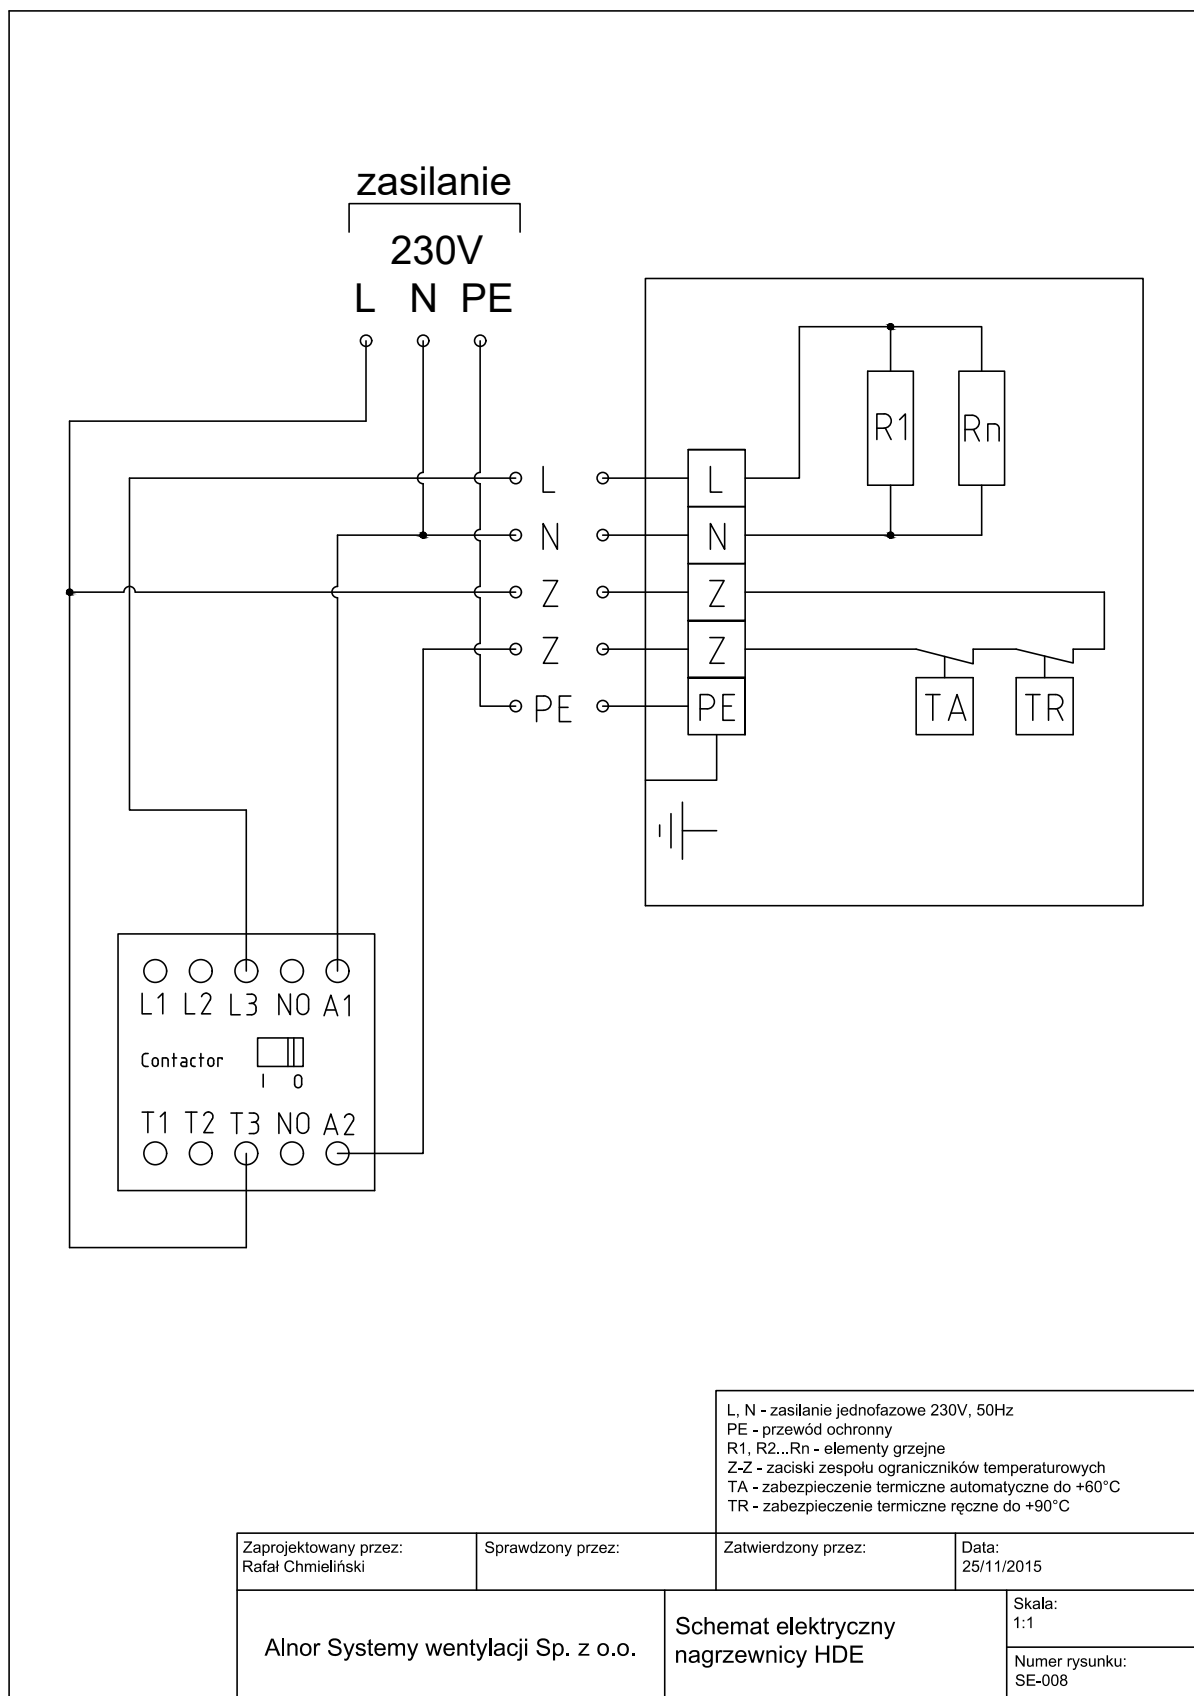 zasilanie
230V
L N PE
L
N
Z
Z
PE
L
N
Z
Z
PE
R1 Rn
TA TR
L1 L2 L3 NO A1
Contactor
I O
T1 T2 T3 NO A2
L, N - zasilanie jednofazowe 230V, 50Hz
PE - przewód ochronny
R1, R2...Rn - elementy grzejne
Z-Z - zaciski zespołu ograniczników temperaturowych
TA - zabezpieczenie termiczne automatyczne do +60°C
TR - zabezpieczenie termiczne ręczne do +90°C
Zaprojektowany przez:
Rafał Chmieliński
Sprawdzony przez:
Zatwierdzony przez:
Data:
25/11/2015
Alnor Systemy wentylacji Sp. z o.o.
Schemat elektryczny
nagrzewnicy HDE
Skala:
1:1
Numer rysunku:
SE-008